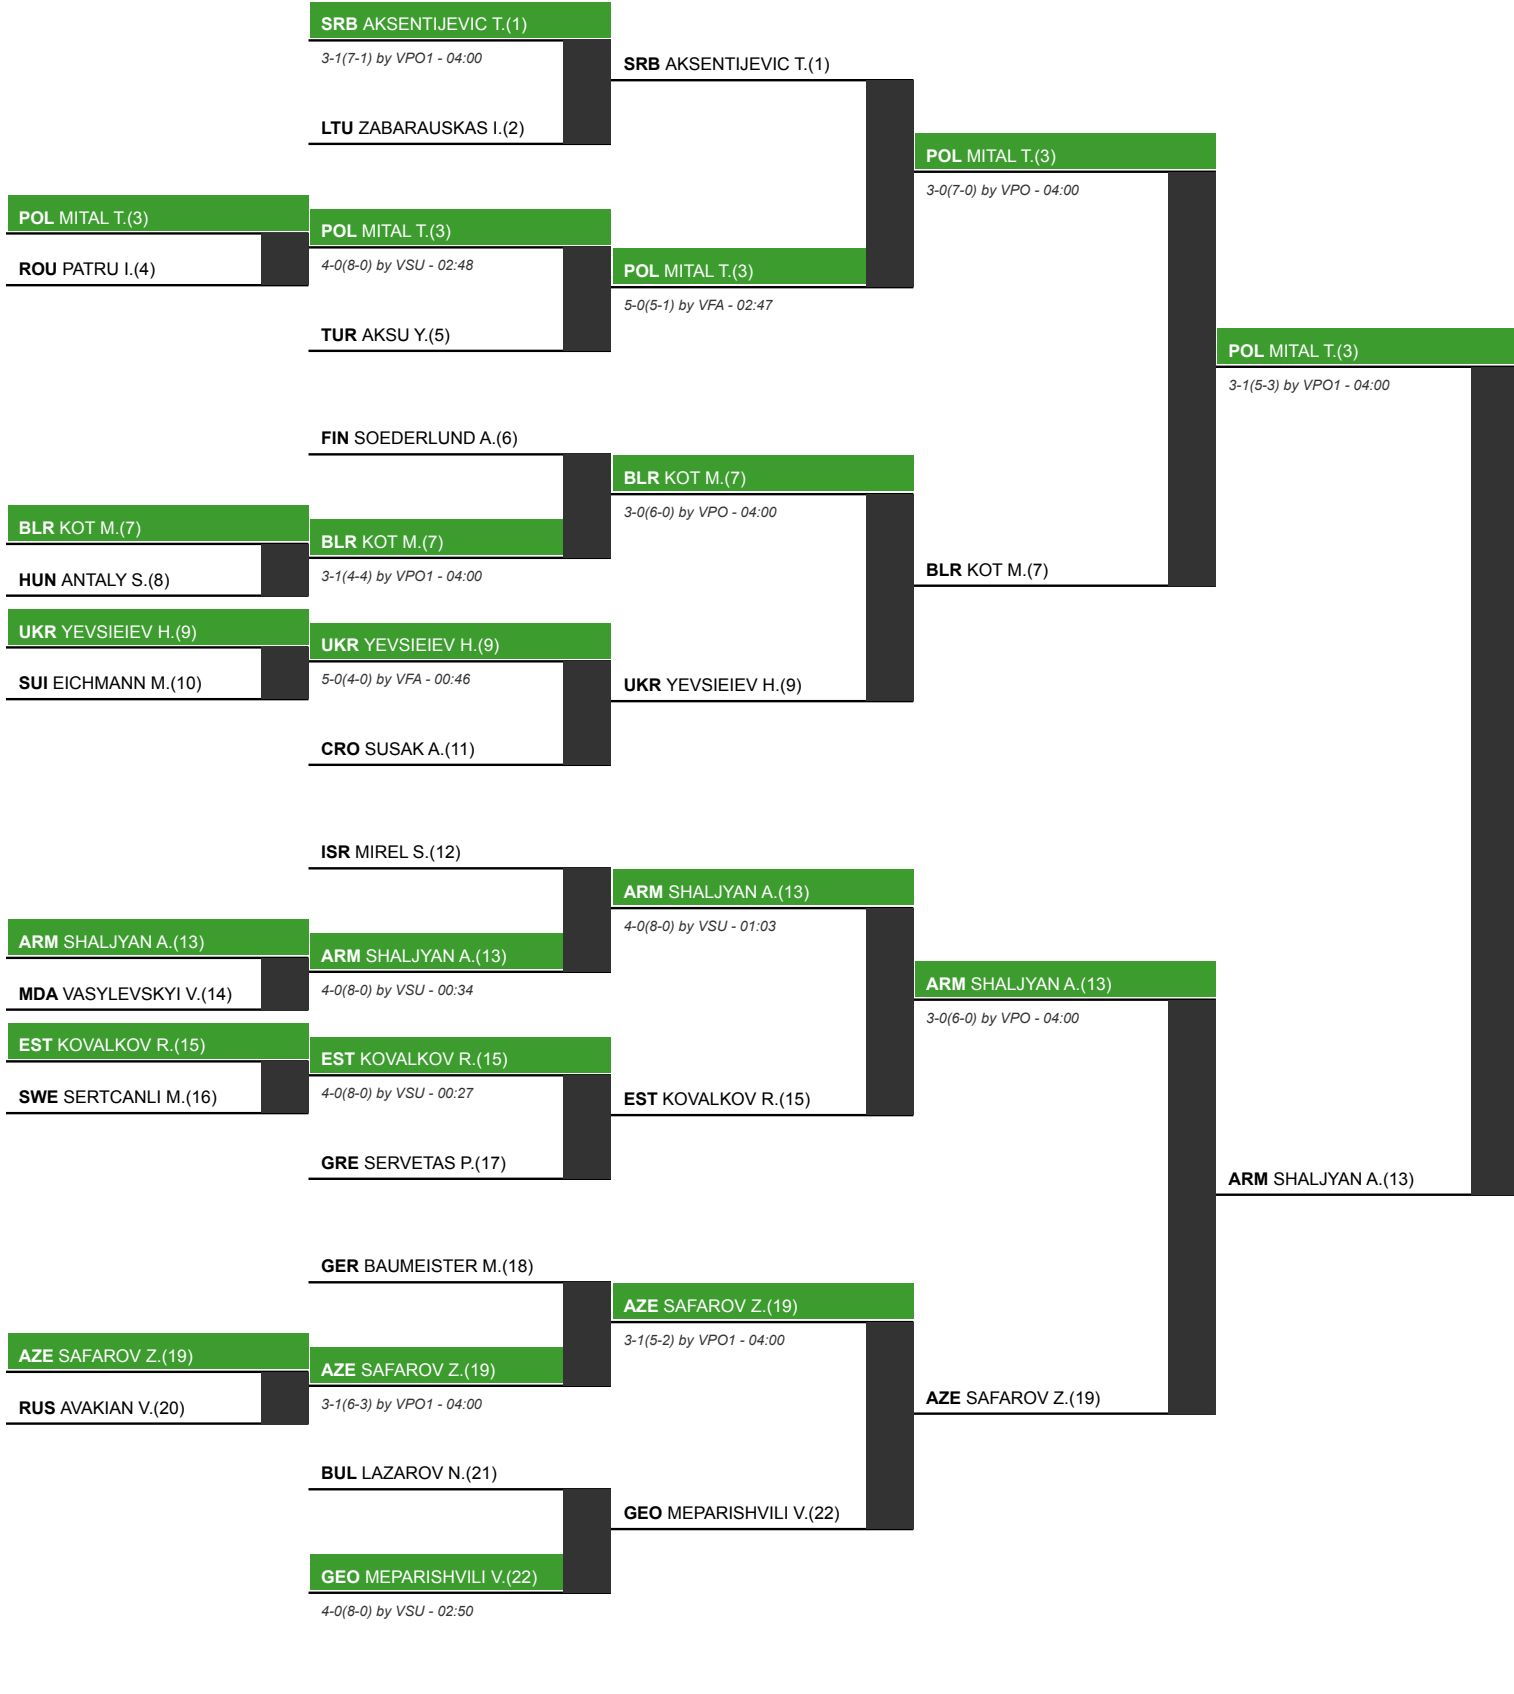 SRB AKSENTIJEVIC T.(1)
3-1(7-1) by VPO1 - 04:00
LTU ZABARAUSKAS I.(2)
POL MITAL T.(3)
ROU PATRU I.(4)
POL MITAL T.(3)
4-0(8-0) by VSU - 02:48
TUR AKSU Y.(5)
SRB AKSENTIJEVIC T.(1)
POL MITAL T.(3)
5-0(5-1) by VFA - 02:47
POL MITAL T.(3)
3-0(7-0) by VPO - 04:00
FIN SOEDERLUND A.(6)
BLR KOT M.(7)
HUN ANTALY S.(8)
BLR KOT M.(7)
3-1(4-4) by VPO1 - 04:00
UKR YEVSIEIEV H.(9)
SUI EICHMANN M.(10)
UKR YEVSIEIEV H.(9)
5-0(4-0) by VFA - 00:46
CRO SUSAK A.(11)
BLR KOT M.(7)
3-0(6-0) by VPO - 04:00
UKR YEVSIEIEV H.(9)
BLR KOT M.(7)
POL MITAL T.(3)
3-1(5-3) by VPO1 - 04:00
ISR MIREL S.(12)
ARM SHALJYAN A.(13)
MDA VASYLEVSKYI V.(14)
ARM SHALJYAN A.(13)
4-0(8-0) by VSU - 00:34
EST KOVALKOV R.(15)
SWE SERTCANLI M.(16)
EST KOVALKOV R.(15)
4-0(8-0) by VSU - 00:27
GRE SERVETAS P.(17)
ARM SHALJYAN A.(13)
4-0(8-0) by VSU - 01:03
EST KOVALKOV R.(15)
ARM SHALJYAN A.(13)
3-0(6-0) by VPO - 04:00
GER BAUMEISTER M.(18)
AZE SAFAROV Z.(19)
RUS AVAKIAN V.(20)
AZE SAFAROV Z.(19)
3-1(6-3) by VPO1 - 04:00
BUL LAZAROV N.(21)
GEO MEPARISHVILI V.(22)
4-0(8-0) by VSU - 02:50
AZE SAFAROV Z.(19)
3-1(5-2) by VPO1 - 04:00
GEO MEPARISHVILI V.(22)
AZE SAFAROV Z.(19)
ARM SHALJYAN A.(13)